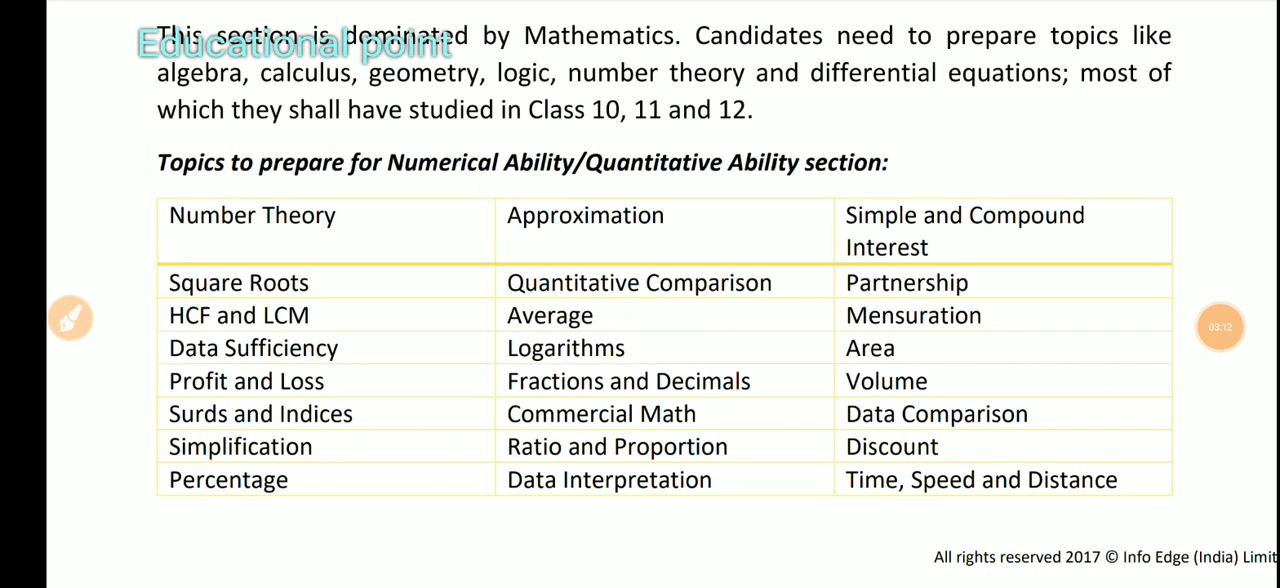 Educational point
This section is dominated by Mathematics. Candidates need to prepare topics like
algebra, calculus, geometry, logic, number theory and differential equations; most of
which they shall have studied in Class 10, 11 and 12.
Topics to prepare for Numerical Ability/Quantitative Ability section:
Number Theory Approximation Simple and Compound
Interest
Square Roots Quantitative Comparison Partnership
HCF and LCM Average Mensuration
Data Sufficiency Logarithms Area
Profit and Loss Fractions and Decimals Volume
Surds and Indices Commercial Math Data Comparison
Simplification Ratio and Proportion Discount
Percentage Data Interpretation Time, Speed and Distance
03:12
All rights reserved 2017 © Info Edge (India) Limit